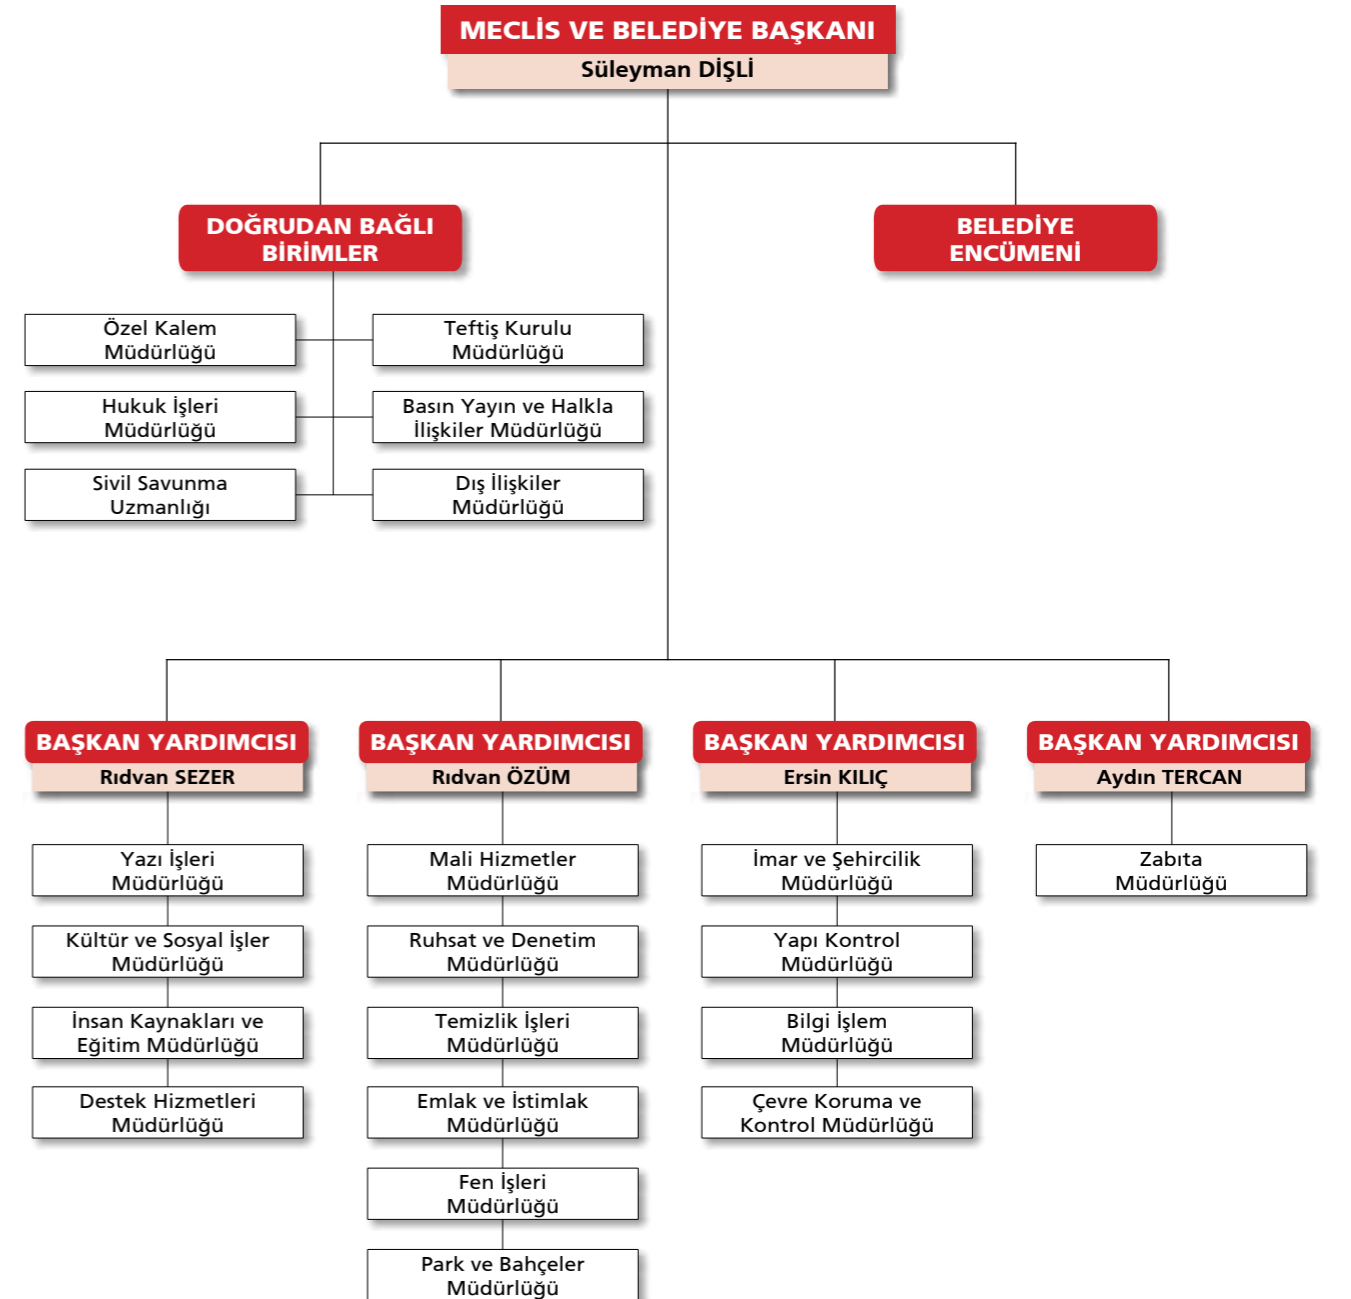 MECLİS VE BELEDİYE BAŞKANI
Süleyman DİŞLİ
DOĞRUDAN BAĞLI
BİRİMLER
BELEDİYE
ENCÜMENİ
Özel Kalem
Müdürlüğü
Teftiş Kurulu
Müdürlüğü
Hukuk İşleri
Müdürlüğü
Basın Yayın ve Halkla
İlişkiler Müdürlüğü
Sivil Savunma
Uzmanlığı
Dış İlişkiler
Müdürlüğü
BAŞKAN YARDIMCISI
Rıdvan SEZER
Yazı İşleri
Müdürlüğü
Kültür ve Sosyal İşler
Müdürlüğü
İnsan Kaynakları ve
Eğitim Müdürlüğü
Destek Hizmetleri
Müdürlüğü
BAŞKAN YARDIMCISI
Rıdvan ÖZÜM
Mali Hizmetler
Müdürlüğü
Ruhsat ve Denetim
Müdürlüğü
Temizlik İşleri
Müdürlüğü
Emlak ve İstimlak
Müdürlüğü
Fen İşleri
Müdürlüğü
Park ve Bahçeler
Müdürlüğü
BAŞKAN YARDIMCISI
Ersin KILIÇ
İmar ve Şehircilik
Müdürlüğü
Yapı Kontrol
Müdürlüğü
Bilgi İşlem
Müdürlüğü
Çevre Koruma ve
Kontrol Müdürlüğü
BAŞKAN YARDIMCISI
Aydın TERCAN
Zabıta
Müdürlüğü